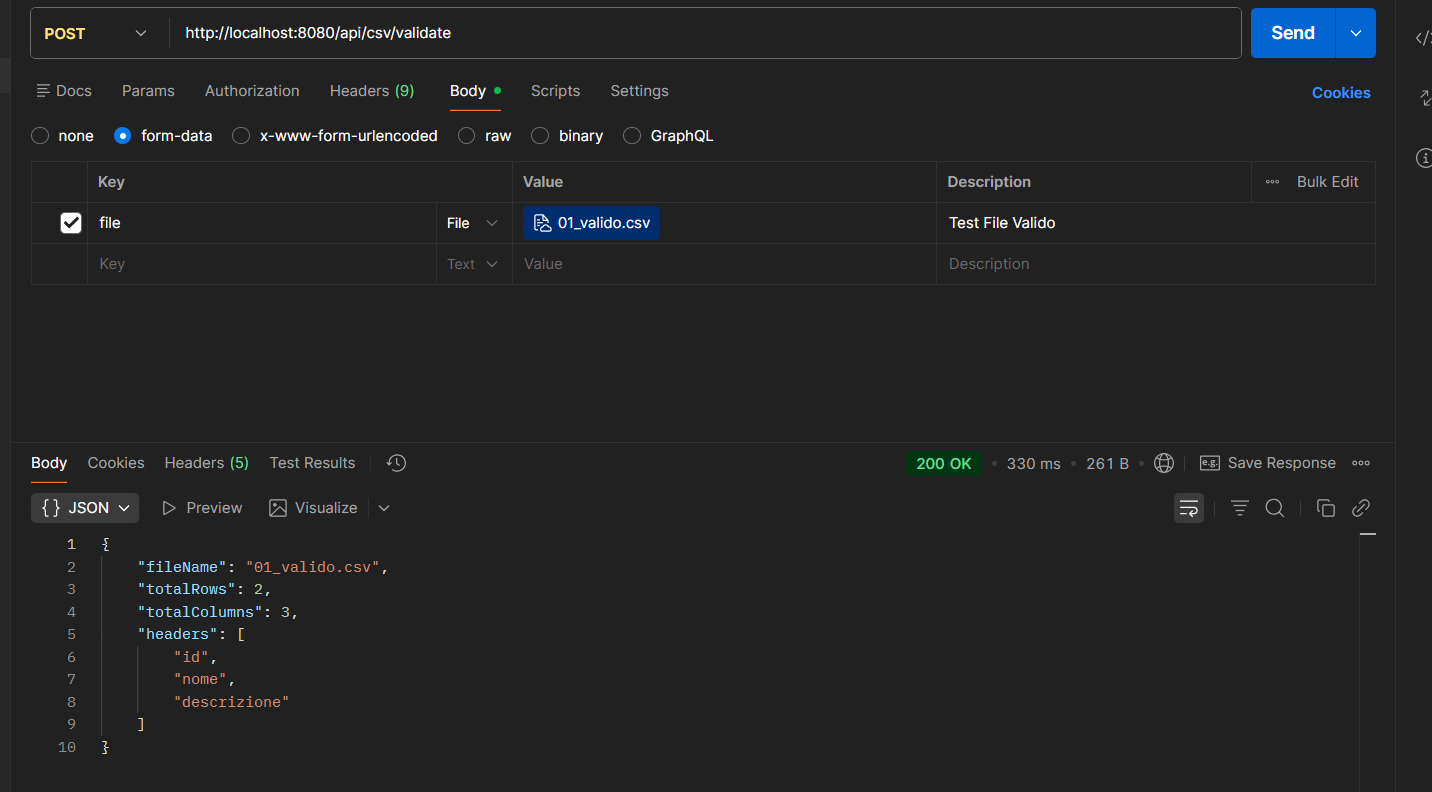 POST http://localhost:8080/api/csv/validate Send
Docs Params Authorization Headers (9) Body Scripts Settings Cookies
none form-data x-www-form-urlencoded raw binary GraphQL
Key Value Description Bulk Edit
file File 01_valido.csv Test File Valido
Key Text Value Description
Body Cookies Headers (5) Test Results 200 OK • 330 ms • 261 B • e.g. Save Response
{} JSON Preview Visualize
1 {
2 "fileName": "01_valido.csv",
3 "totalRows": 2,
4 "totalColumns": 3,
5 "headers": [
6 "id",
7 "nome",
8 "descrizione"
9 ]
10 }